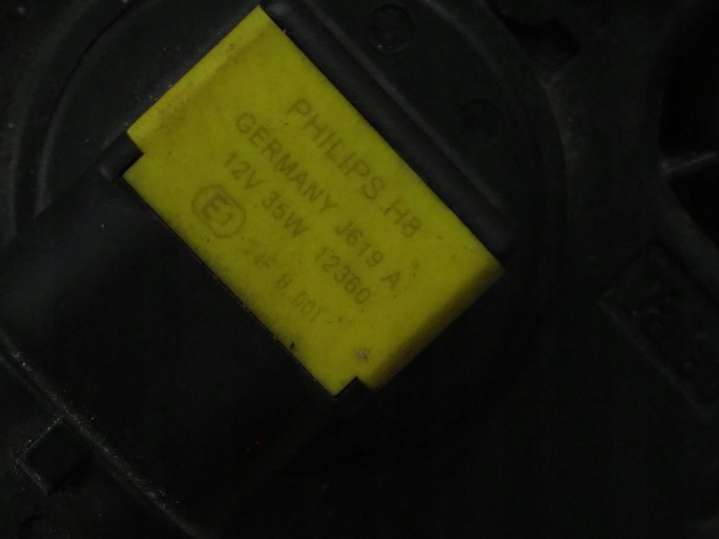 PHILIPS H8
GERMANY J619 A
12V 35W 12360
E1